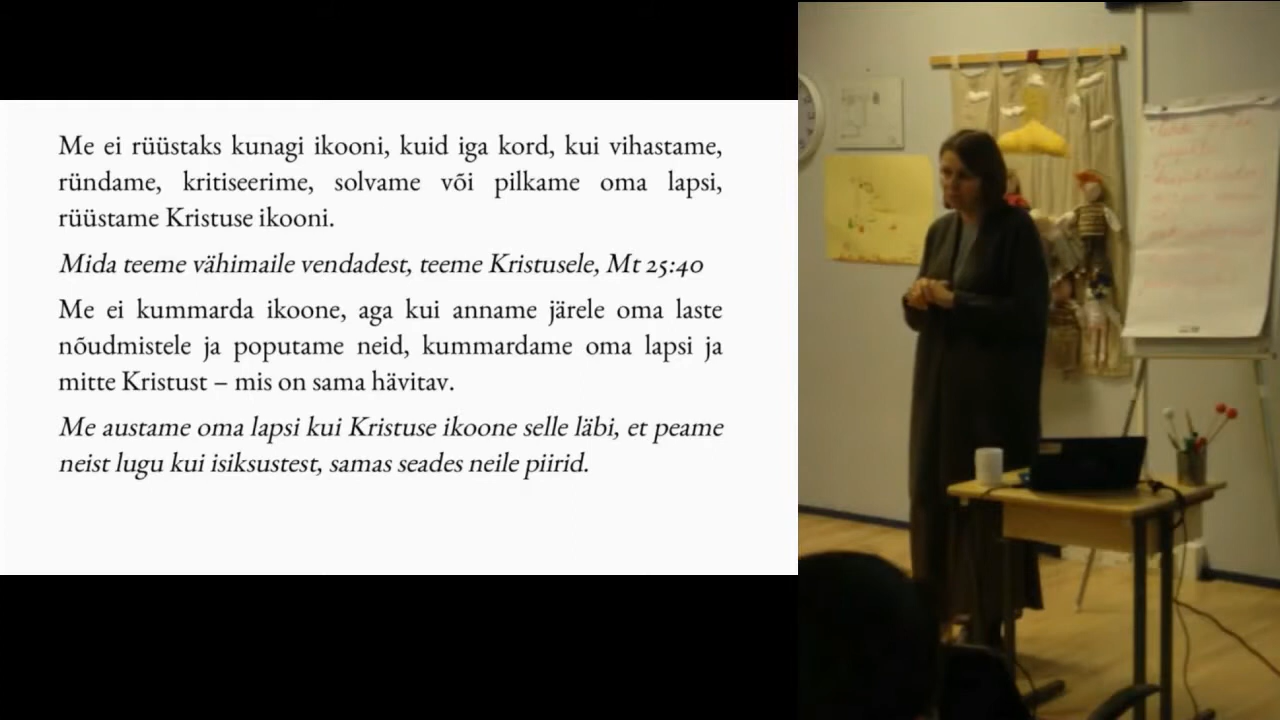 Me ei rüüstaks kunagi ikooni, kuid iga kord, kui vihastame,
ründame, kritiseerime, solvame või pilkame oma lapsi,
rüüstame Kristuse ikooni.
Mida teeme vähimaile vendadest, teeme Kristusele, Mt 25:40
Me ei kummarda ikoone, aga kui anname järele oma laste
nõudmistele ja poputame neid, kummardame oma lapsi ja
mitte Kristust – mis on sama hävitav.
Me austame oma lapsi kui Kristuse ikoone selle läbi, et peame
neist lugu kui isiksustest, samas seades neile piirid.